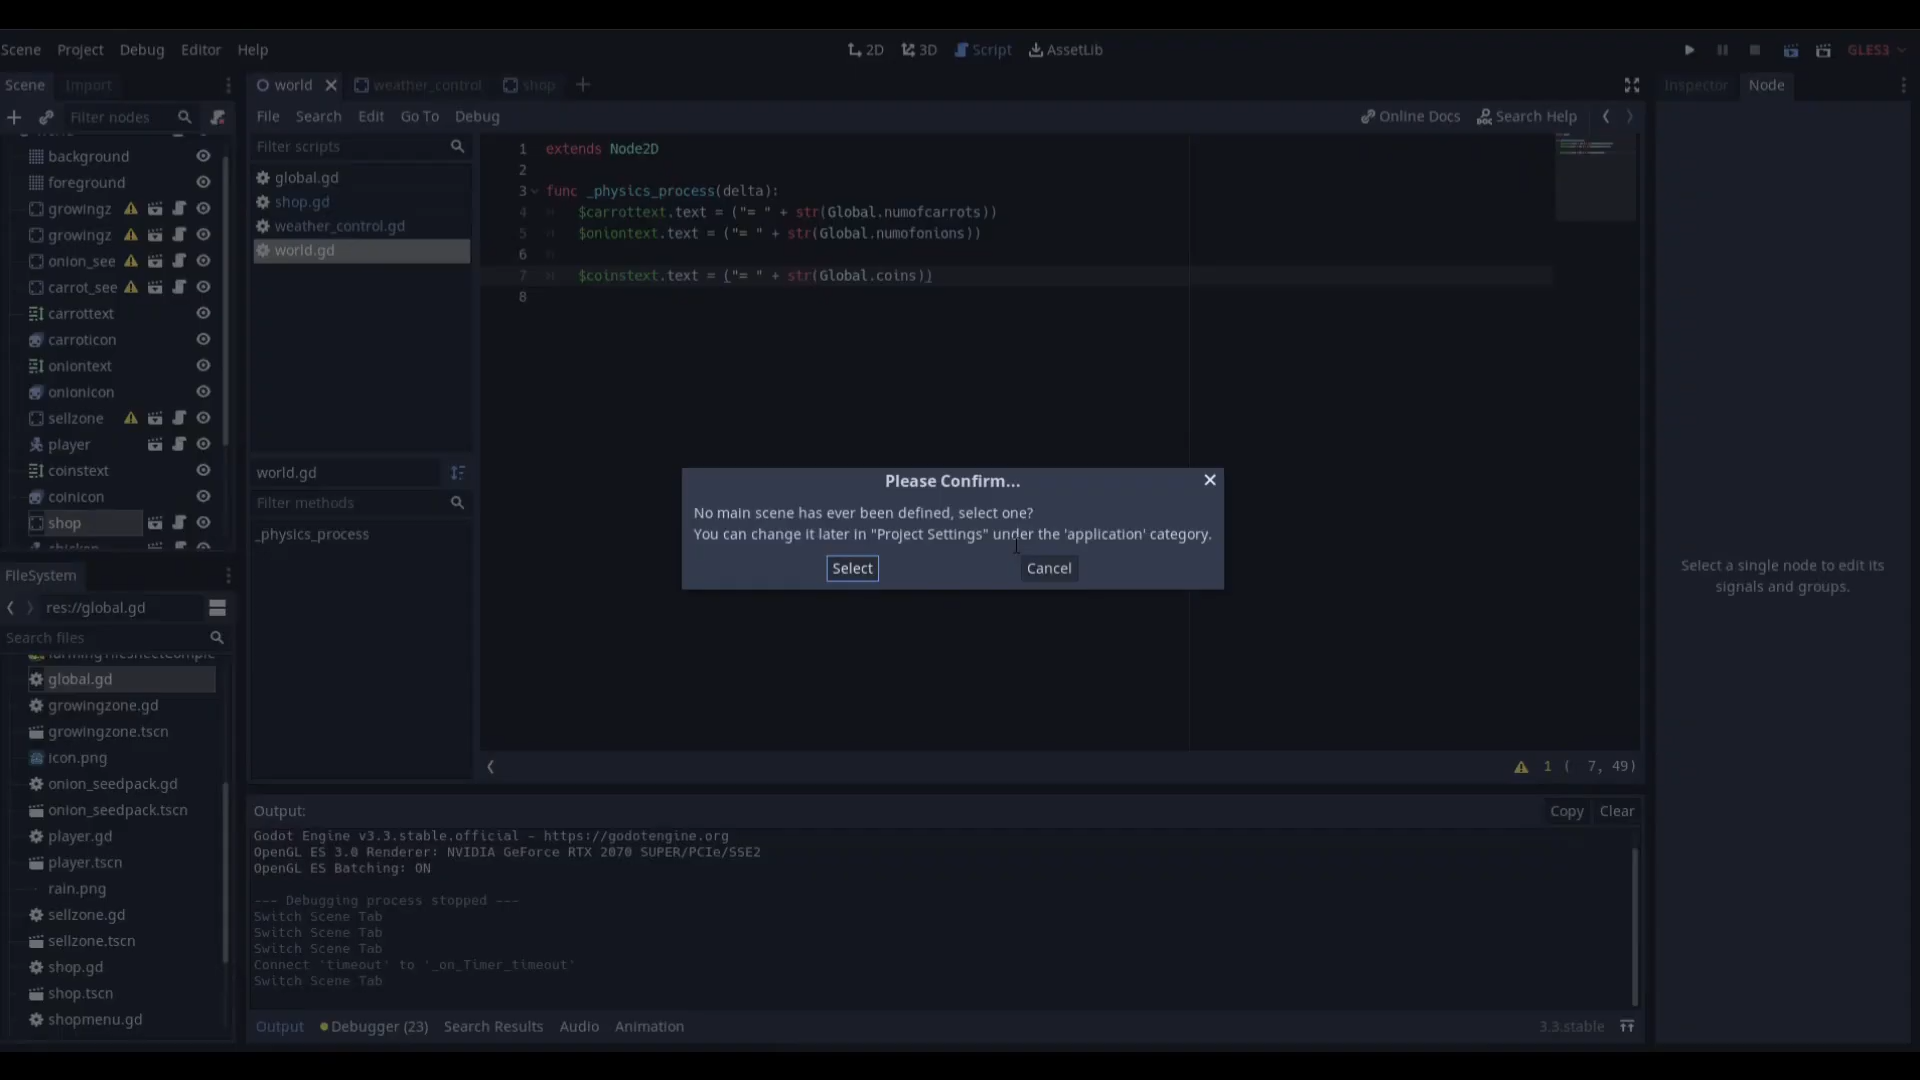 Scene Project Debug Editor Help
2D 3D Script AssetLib
GLES3
Scene Import
world weather_control shop
Inspector Node
Filter nodes
File Search Edit Go To Debug
Online Docs Search Help
background
foreground
growingz
growingz
onion_see
carrot_see
carrottext
carroticon
oniontext
onionicon
sellzone
player
coinstext
coinicon
shop
chicken
Filter scripts
global.gd
shop.gd
weather_control.gd
world.gd
world.gd
Filter methods
_physics_process
1 extends Node2D
2
3 func _physics_process(delta):
4 $carrottext.text = ("= " + str(Global.numofcarrots))
5 $oniontext.text = ("= " + str(Global.numofonions))
6
7 $coinstext.text = ("= " + str(Global.coins))
8
1 ( 7, 49)
Please Confirm...
No main scene has ever been defined, select one?
You can change it later in "Project Settings" under the 'application' category.
Select Cancel
Select a single node to edit its
signals and groups.
FileSystem
res://global.gd
Search files
global.gd
growingzone.gd
growingzone.tscn
icon.png
onion_seedpack.gd
onion_seedpack.tscn
player.gd
player.tscn
rain.png
sellzone.gd
sellzone.tscn
shop.gd
shop.tscn
shopmenu.gd
Output:
Copy Clear
Godot Engine v3.3.stable.official - https://godotengine.org
OpenGL ES 3.0 Renderer: NVIDIA GeForce RTX 2070 SUPER/PCIe/SSE2
OpenGL ES Batching: ON
--- Debugging process stopped ---
Switch Scene Tab
Switch Scene Tab
Switch Scene Tab
Connect 'timeout' to '_on_Timer_timeout'
Switch Scene Tab
Output Debugger (23) Search Results Audio Animation
3.3.stable